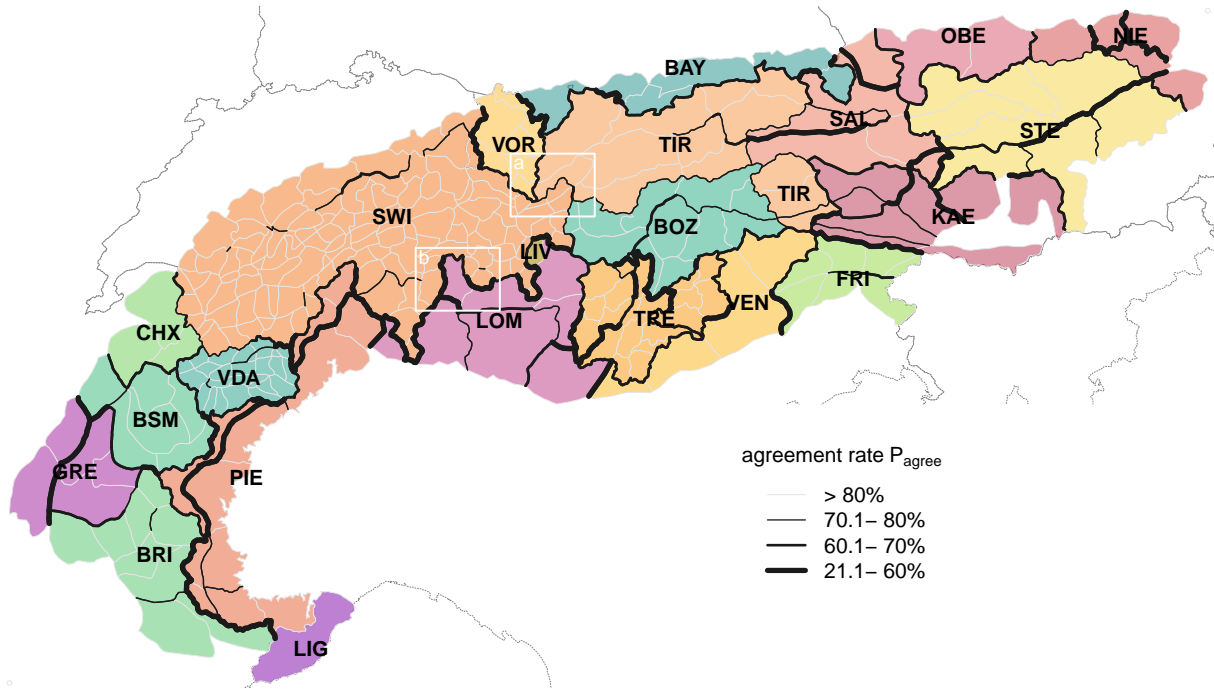 OBE
NIE
BAY
SAL
STE
VOR
TIR
a
TIR
SWI
KAE
BOZ
LIV
b
FRI
VEN
LOM
TRE
CHX
VDA
BSM
GRE
PIE
BRI
LIG
agreement rate Pagree
> 80%
70.1– 80%
60.1– 70%
21.1– 60%